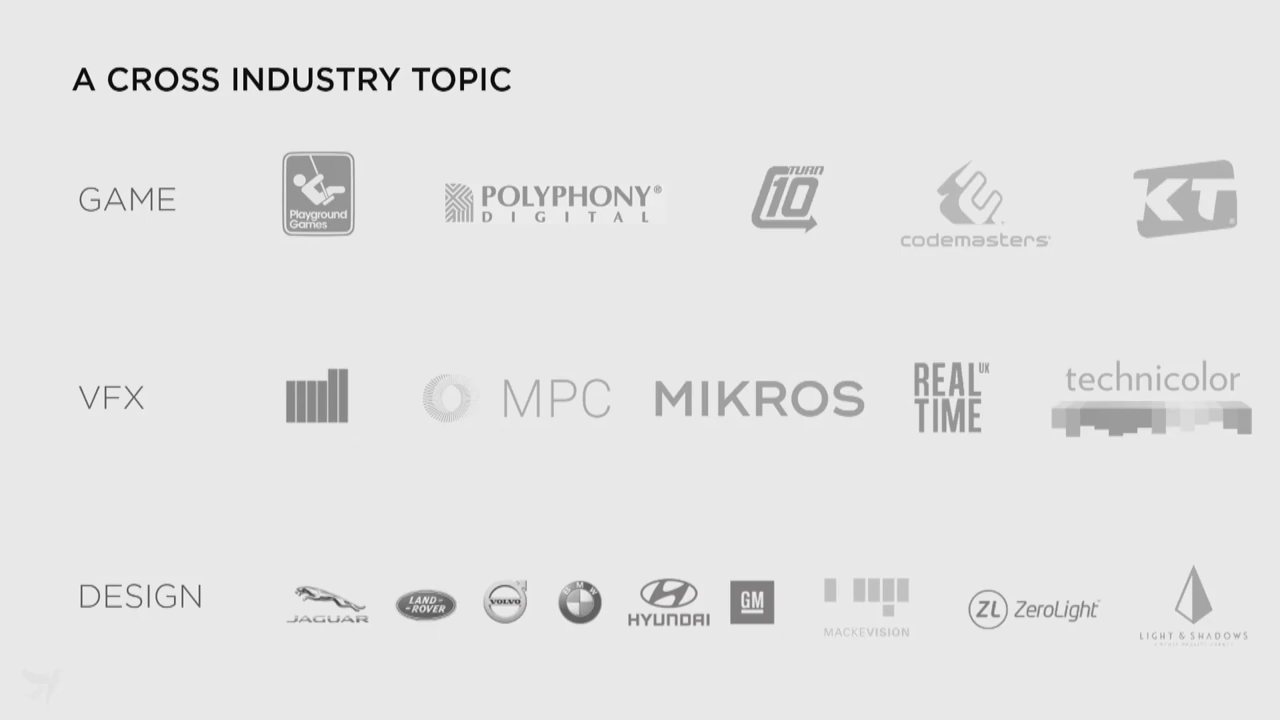 A CROSS INDUSTRY TOPIC
GAME
Playground
Games
POLYPHONY®
DIGITAL
TURN
10
codemasters®
KT®
VFX
MPC
MIKROS
REAL UK
TIME
technicolor
DESIGN
JAGUAR
LAND-
-ROVER
VOLVO
BMW
HYUNDAI
GM
MACKEVISION
ZL ZeroLight™
LIGHT & SHADOWS